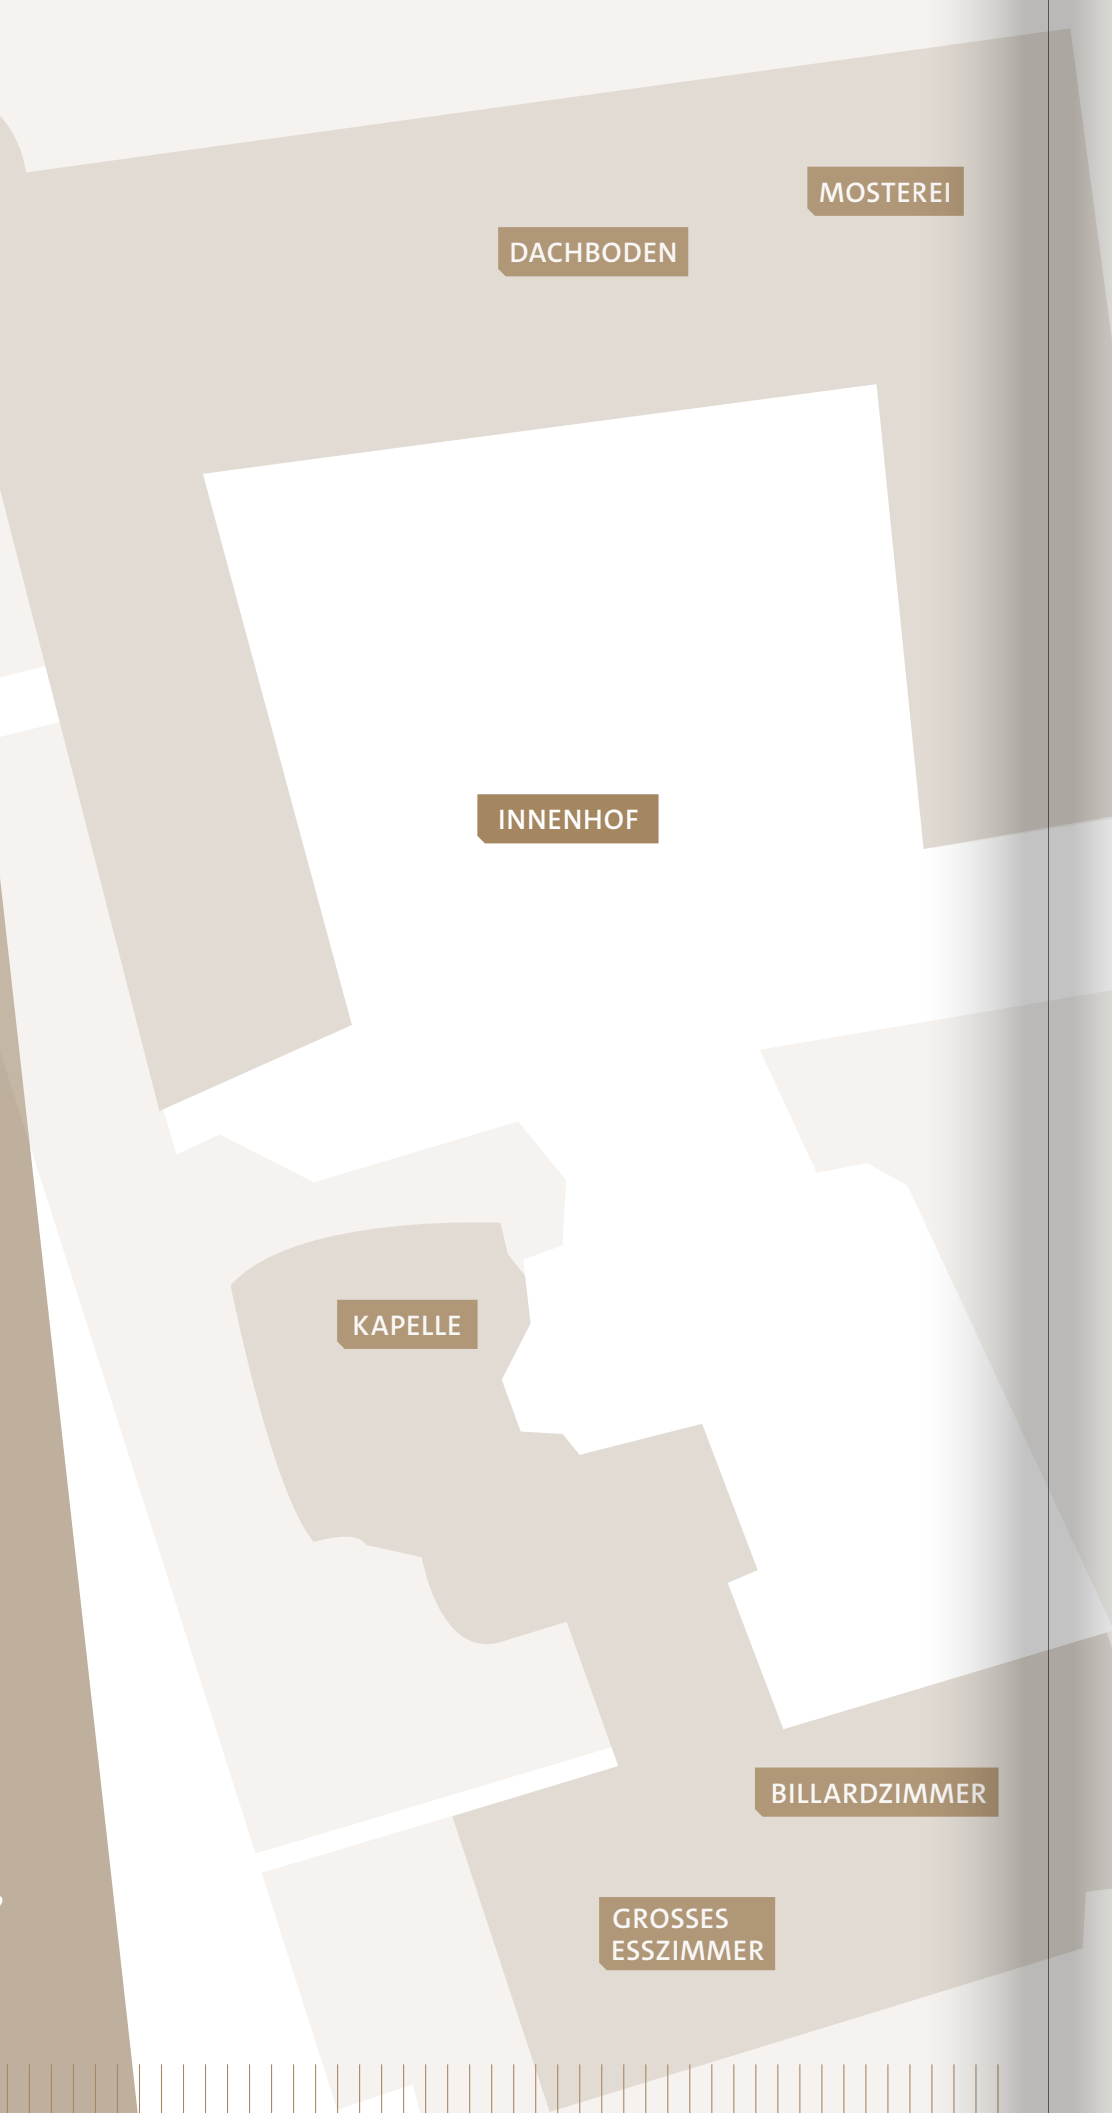 MOSTEREI
DACHBODEN
INNENHOF
KAPELLE
BILLARDZIMMER
GROSSES
ESSZIMMER